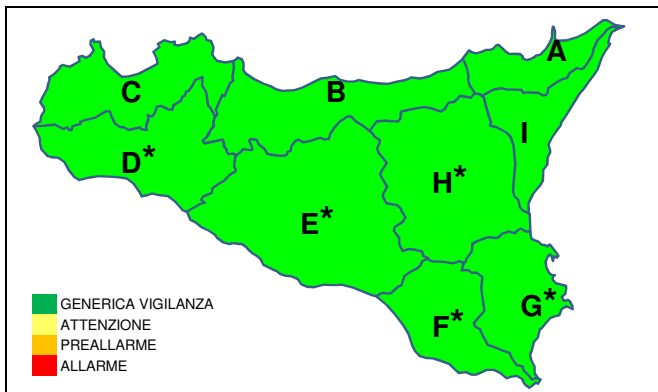 A
C
B
I
D*
H*
E*
G*
F*
GENERICA VIGILANZA
ATTENZIONE
PREALLARME
ALLARME